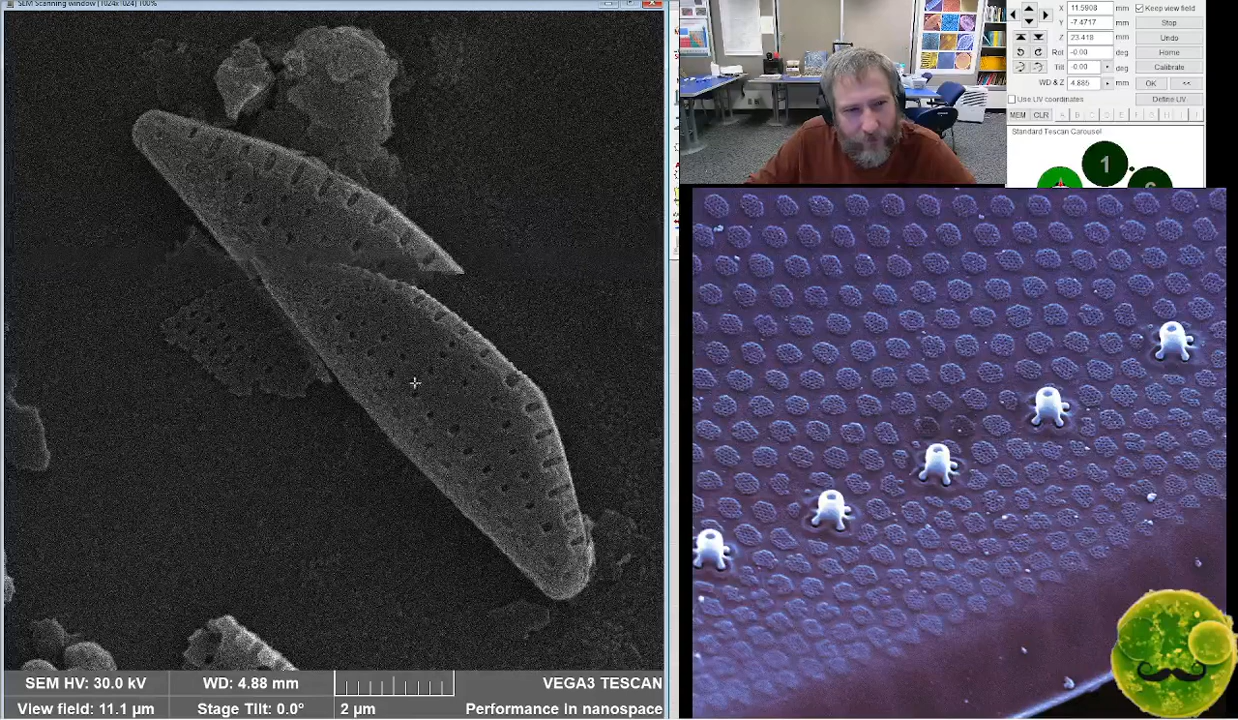 SEM Scanning window [1024x1024] 100%
SEM HV: 30.0 kV
WD: 4.88 mm
VEGA3 TESCAN
View field: 11.1 µm
Stage Tilt: 0.0°
2 µm
Performance in nanospace
X 11.5908 mm
Keep view field
Y -7.4717 mm
Stop
Z 23.418 mm
Undo
Rot -0.00 deg
Home
Tilt -0.00 deg
Calibrate
WD & Z 4.885 mm
OK <<
Use UV coordinates
Define UV
MEM CLR
Standard Tescan Carousel
1